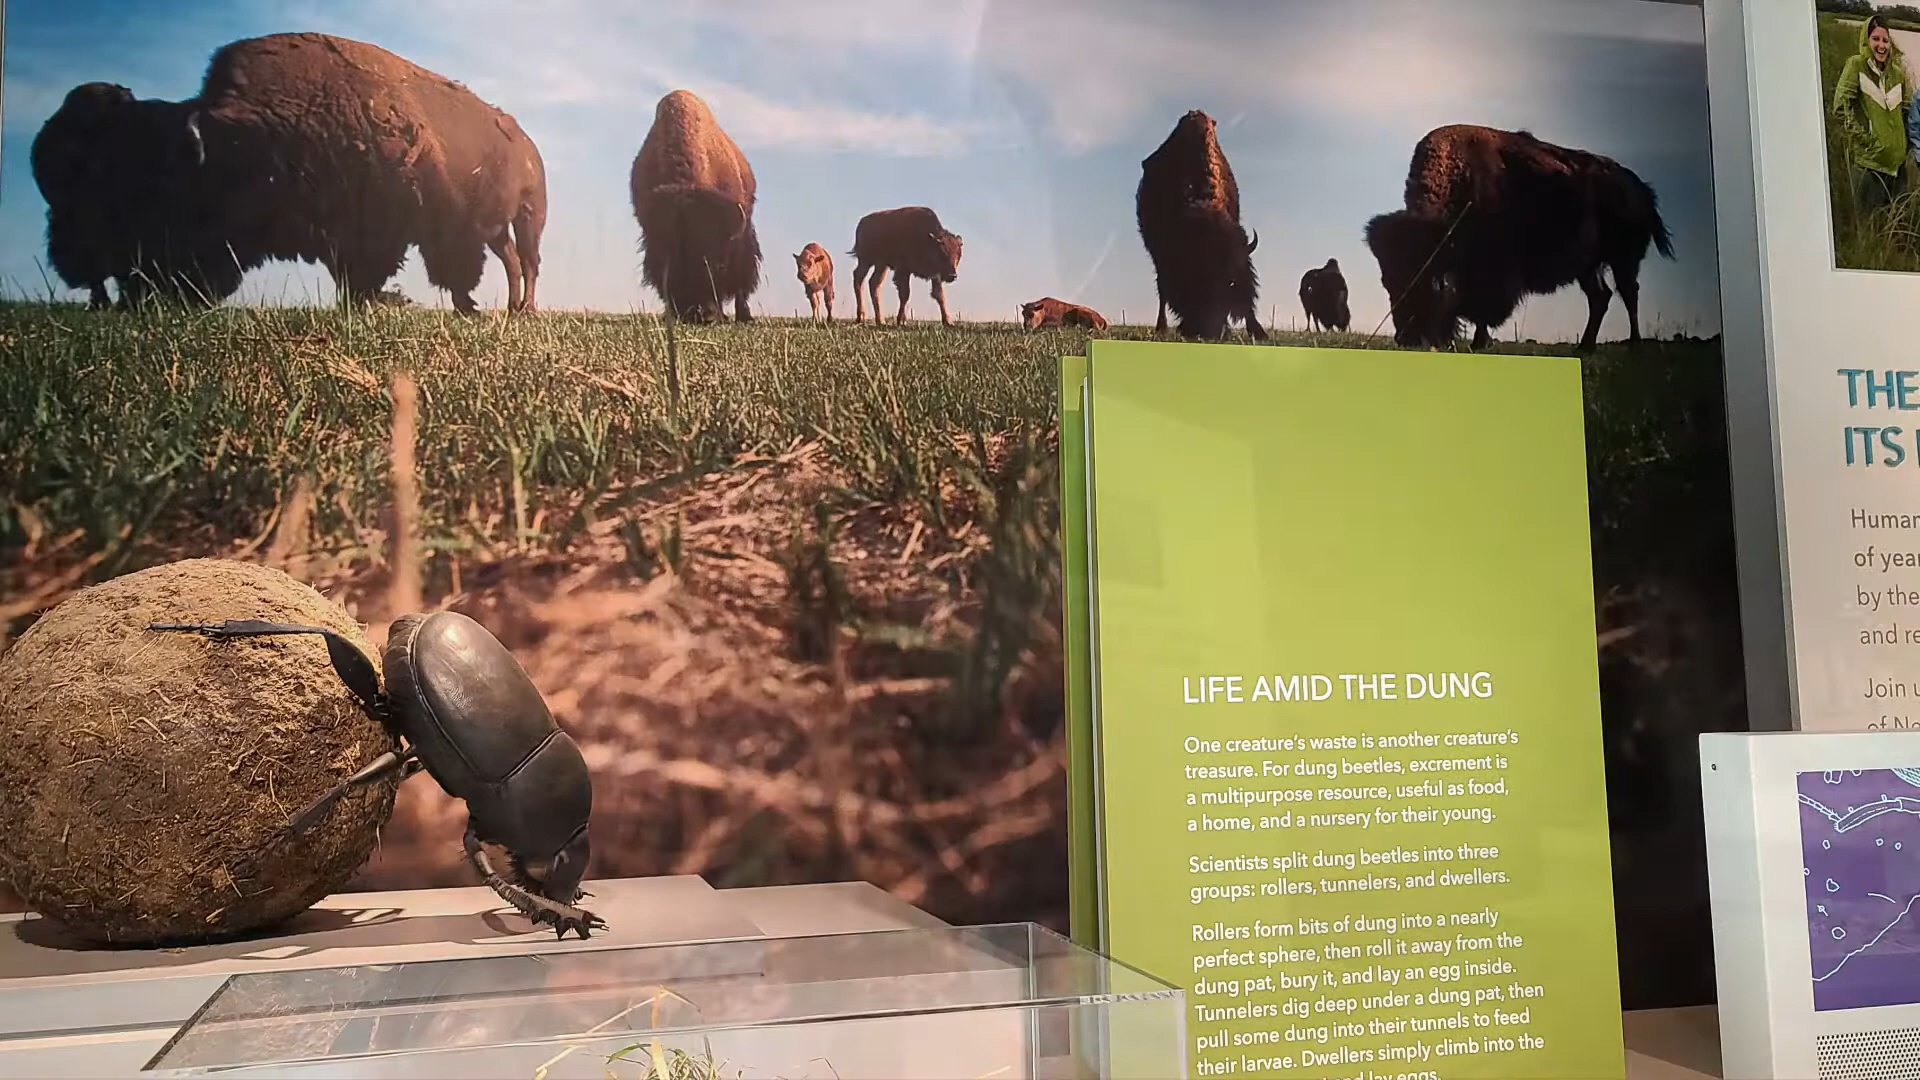 LIFE AMID THE DUNG
One creature's waste is another creature's
treasure. For dung beetles, excrement is
a multipurpose resource, useful as food,
a home, and a nursery for their young.
Scientists split dung beetles into three
groups: rollers, tunnelers, and dwellers.
Rollers form bits of dung into a nearly
perfect sphere, then roll it away from the
dung pat, bury it, and lay an egg inside.
Tunnelers dig deep under a dung pat, then
pull some dung into their tunnels to feed
their larvae. Dwellers simply climb into the
and lay eggs.
THE
ITS
of
by the
and
Join
of